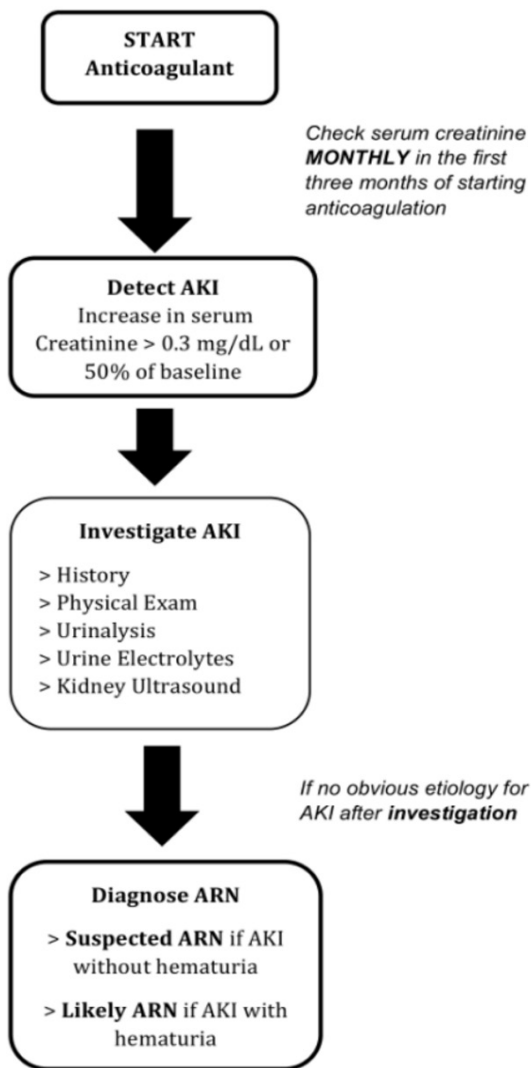 START
Anticoagulant
Check serum creatinine
MONTHLY in the first
three months of starting
anticoagulation
Detect AKI
Increase in serum
Creatinine > 0.3 mg/dL or
50% of baseline
Investigate AKI
> History
> Physical Exam
> Urinalysis
> Urine Electrolytes
> Kidney Ultrasound
If no obvious etiology for
AKI after investigation
Diagnose ARN
> Suspected ARN if AKI
without hematuria
> Likely ARN if AKI with
hematuria